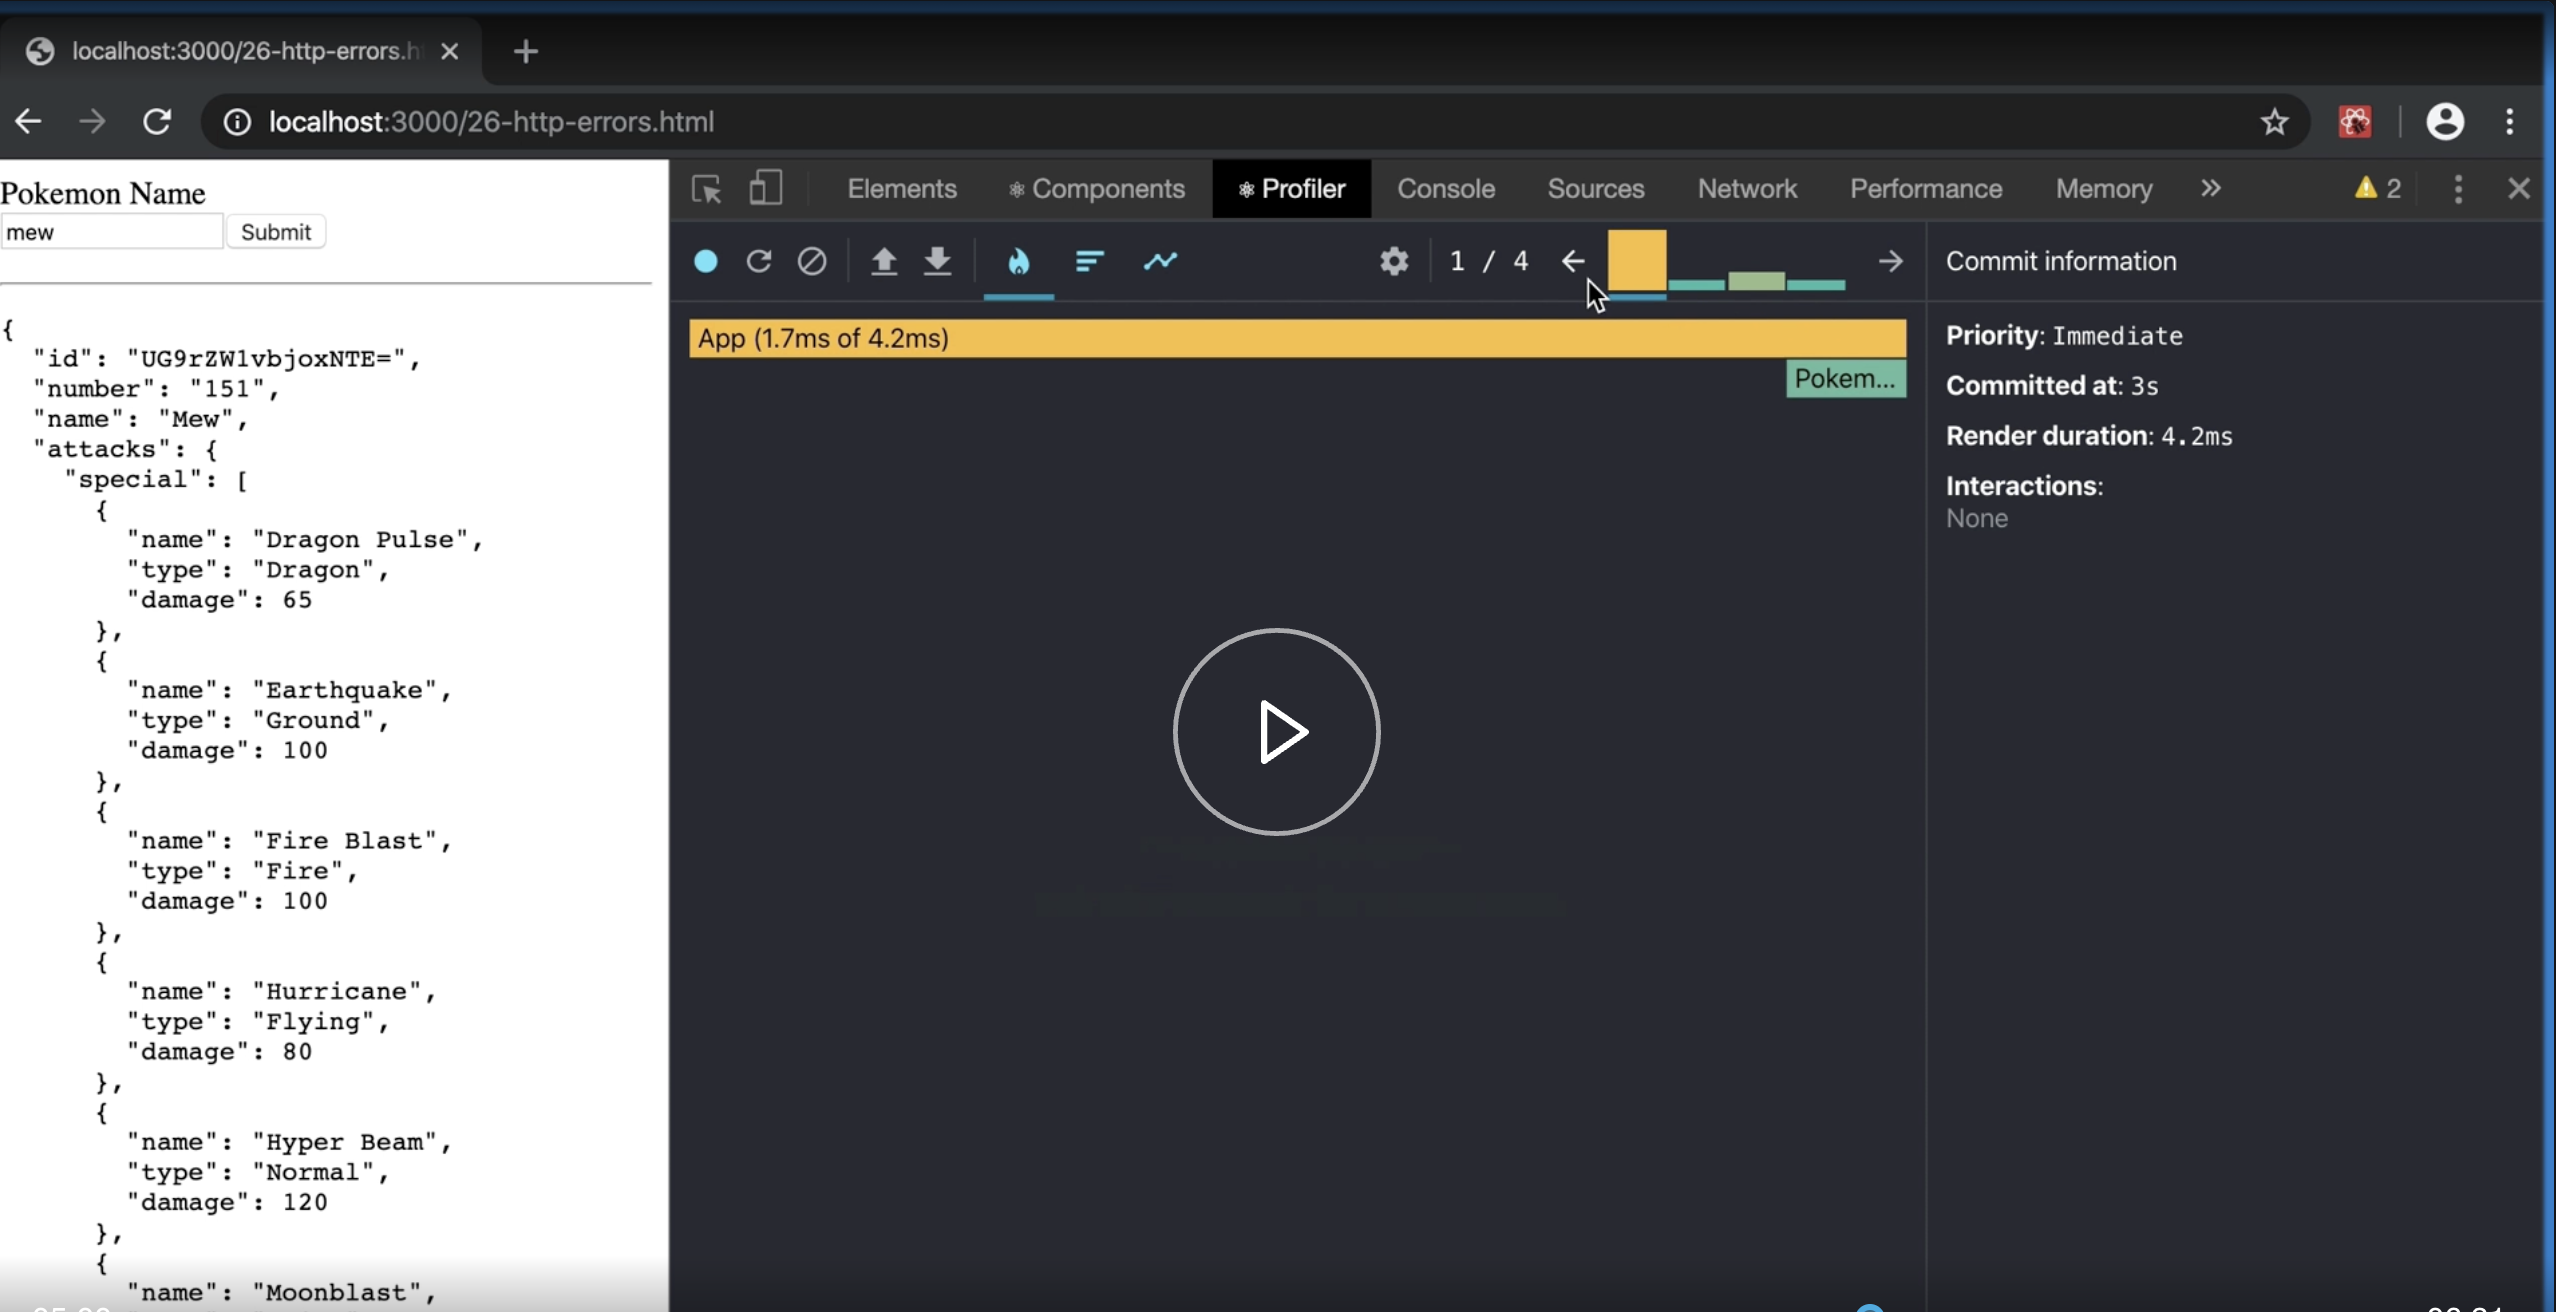 localhost:3000/26-http-errors.h
localhost:3000/26-http-errors.html
Pokemon Name
mew Submit
{
"id": "UG9rZW1vbjoxNTE=",
"number": "151",
"name": "Mew",
"attacks": {
"special": [
{
"name": "Dragon Pulse",
"type": "Dragon",
"damage": 65
},
{
"name": "Earthquake",
"type": "Ground",
"damage": 100
},
{
"name": "Fire Blast",
"type": "Fire",
"damage": 100
},
{
"name": "Hurricane",
"type": "Flying",
"damage": 80
},
{
"name": "Hyper Beam",
"type": "Normal",
"damage": 120
},
{
"name": "Moonblast",
Elements Components Profiler Console Sources Network Performance Memory 2
1 / 4
App (1.7ms of 4.2ms)
Pokem...
Commit information
Priority: Immediate
Committed at: 3s
Render duration: 4.2ms
Interactions:
None